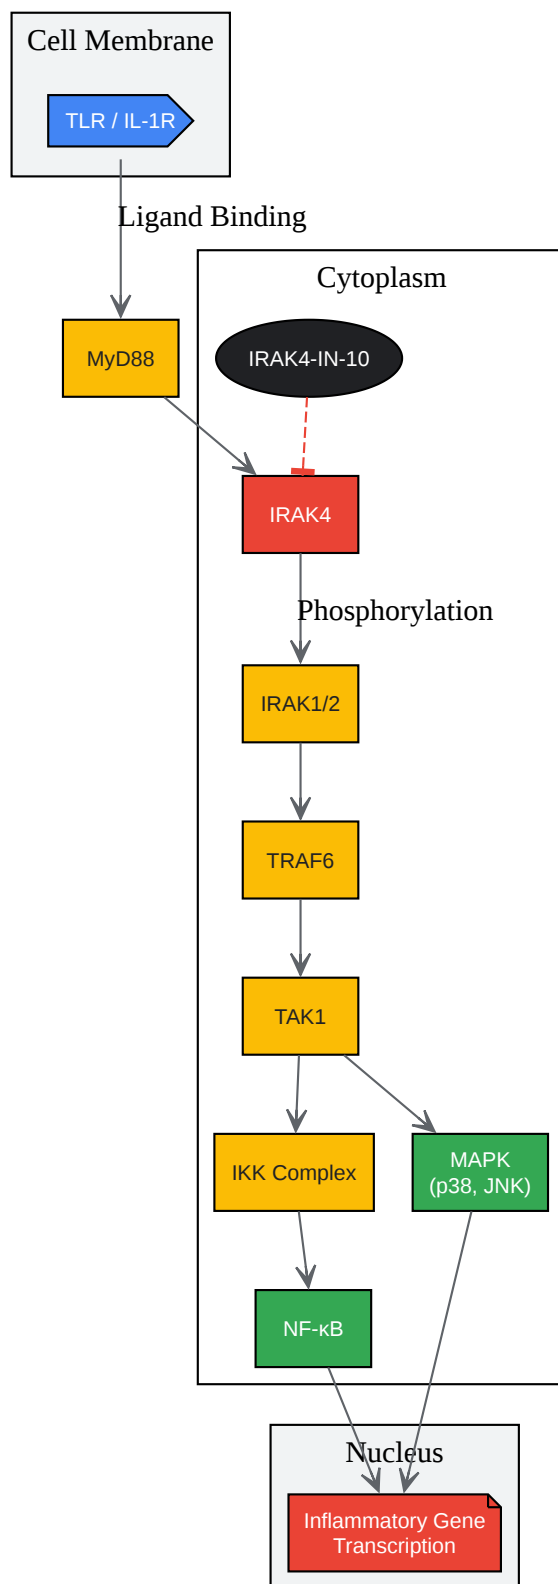 Cell Membrane
TLR / IL-1R
Ligand Binding
Cytoplasm
MyD88
IRAK4-IN-10
IRAK4
Phosphorylation
IRAK1/2
TRAF6
TAK1
IKK Complex
MAPK
(p38, JNK)
NF-κB
Nucleus
Inflammatory Gene
Transcription